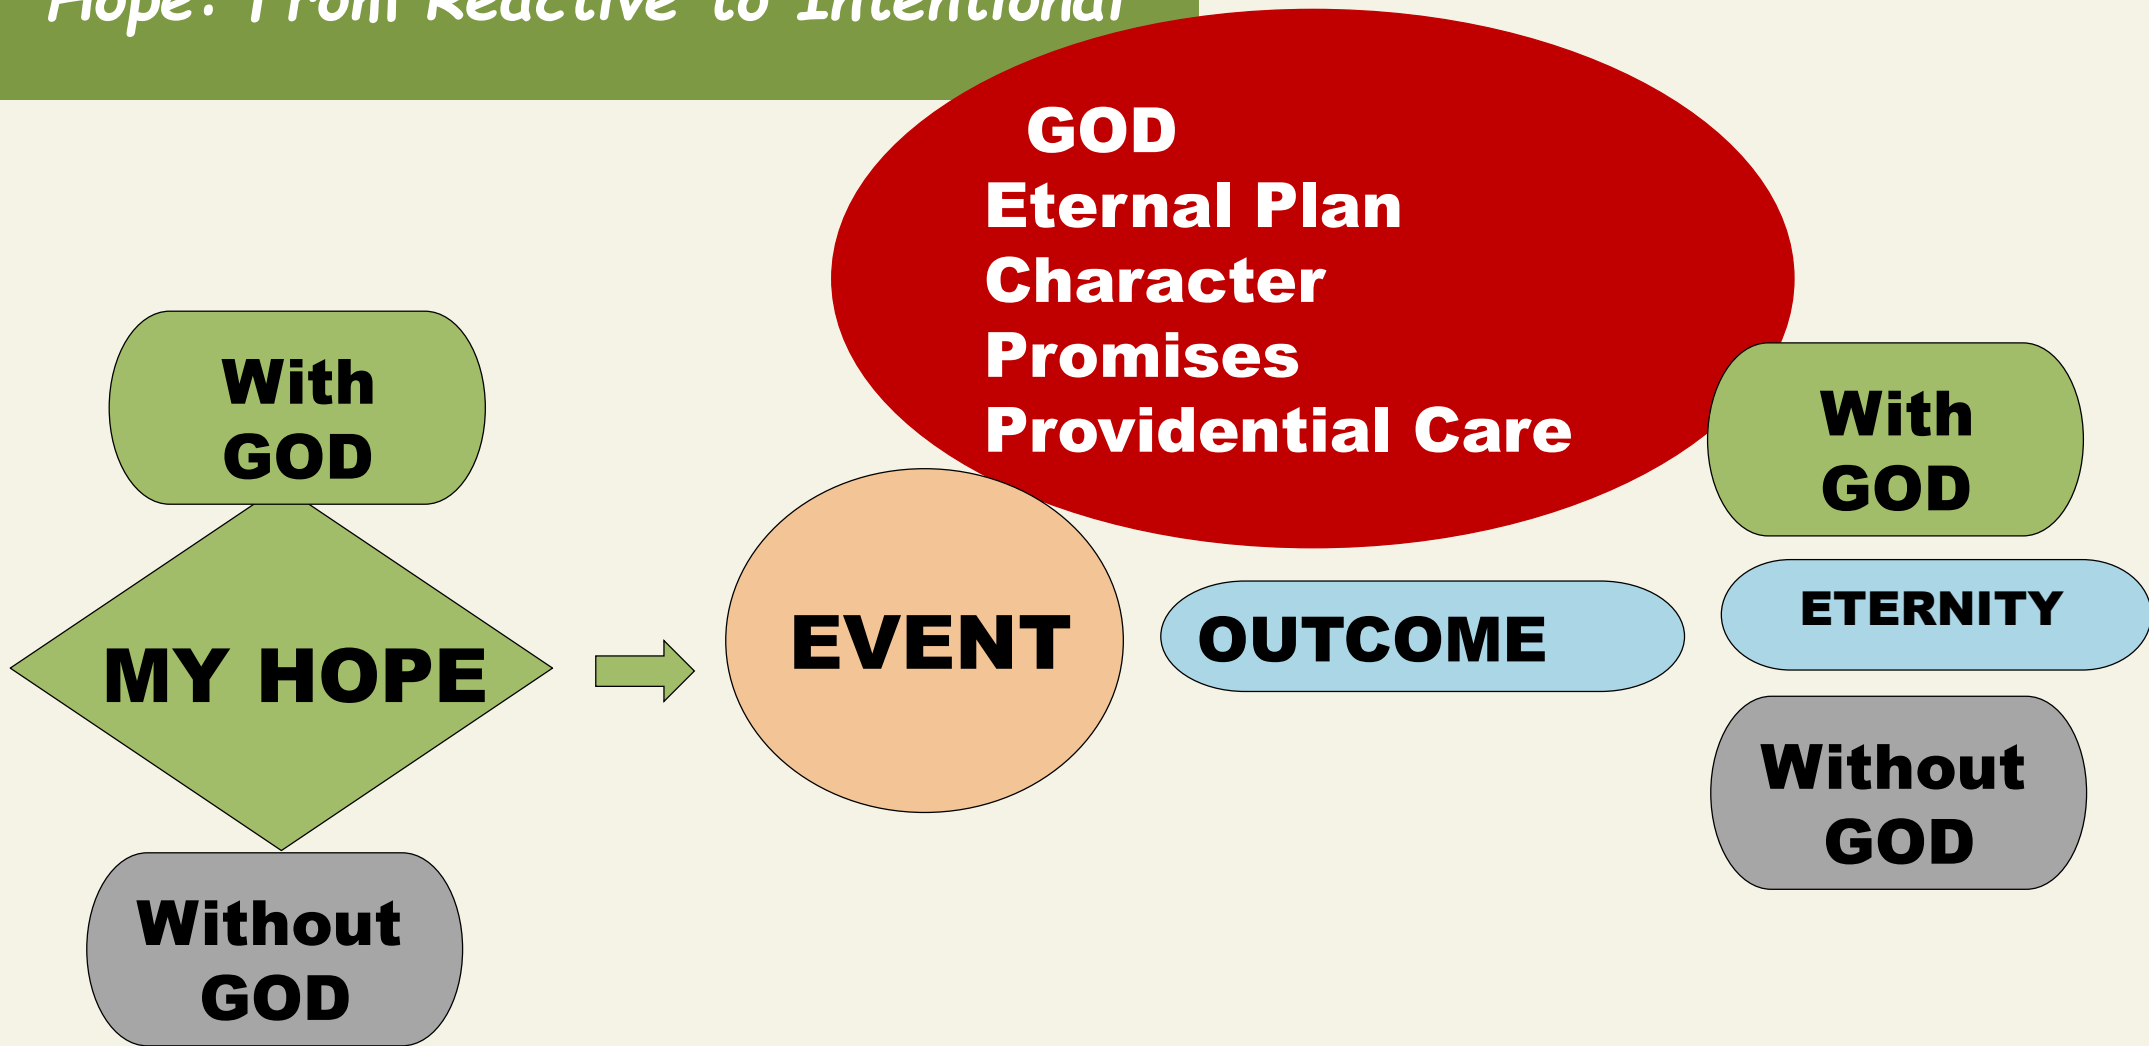 Hope: From Reactive to Intentional
GOD
Eternal Plan
Character
Promises
Providential Care
With
GOD
MY HOPE
Without
GOD
EVENT
OUTCOME
With
GOD
ETERNITY
Without
GOD